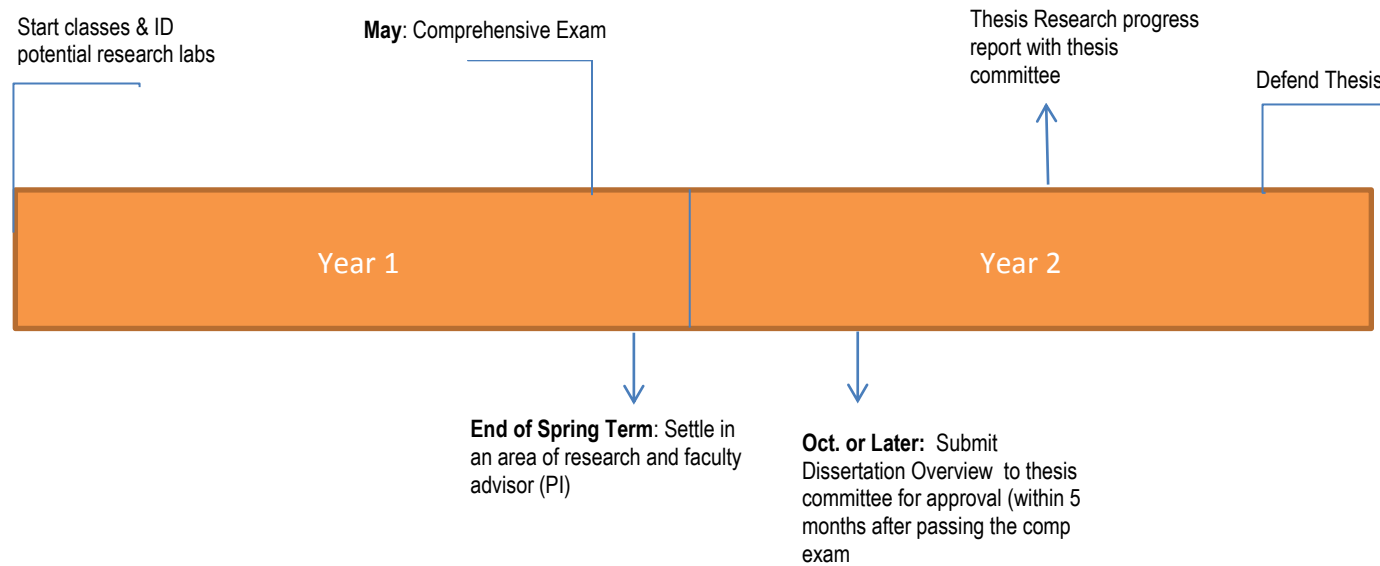 Start classes & ID
potential research labs
May: Comprehensive Exam
Thesis Research progress
report with thesis
committee
Defend Thesis
Year 1
Year 2
End of Spring Term: Settle in
an area of research and faculty
advisor (PI)
Oct. or Later: Submit
Dissertation Overview to thesis
committee for approval (within 5
months after passing the comp
exam